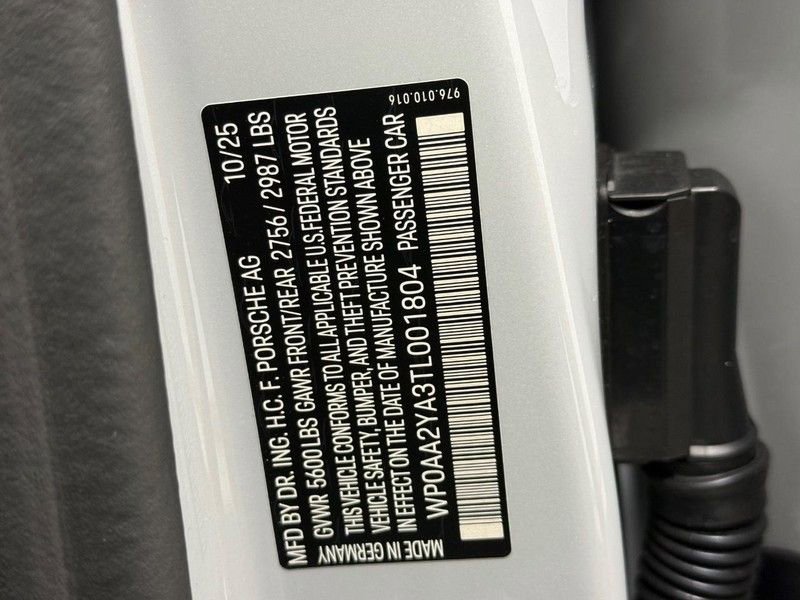 MFD BY DR. ING. H.C. F. PORSCHE AG 10/25
GVWR 5600 LBS GAWR FRONT/REAR 2756 / 2987 LBS
THIS VEHICLE CONFORMS TO ALL APPLICABLE U.S.FEDERAL MOTOR
VEHICLE SAFETY, BUMPER, AND THEFT PREVENTION STANDARDS
IN EFFECT ON THE DATE OF MANUFACTURE SHOWN ABOVE
WP0AA2YA3TL001804 PASSENGER CAR
MADE IN GERMANY
976.010.016